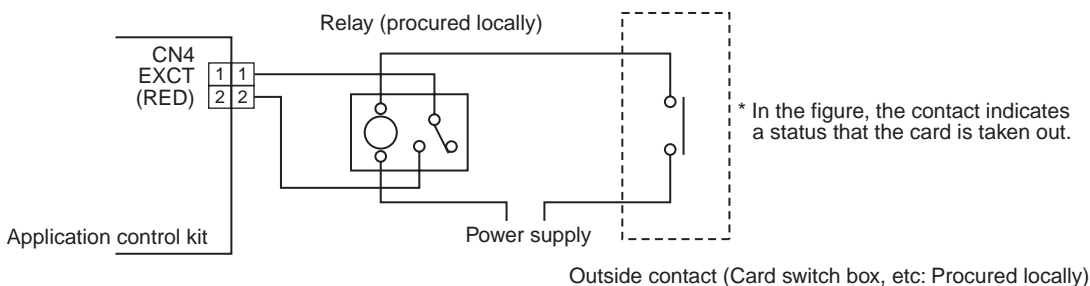 Relay (procured locally)
CN4
EXCT
(RED)
1 1
2 2
* In the figure, the contact indicates
a status that the card is taken out.
Power supply
Application control kit
Outside contact (Card switch box, etc: Procured locally)